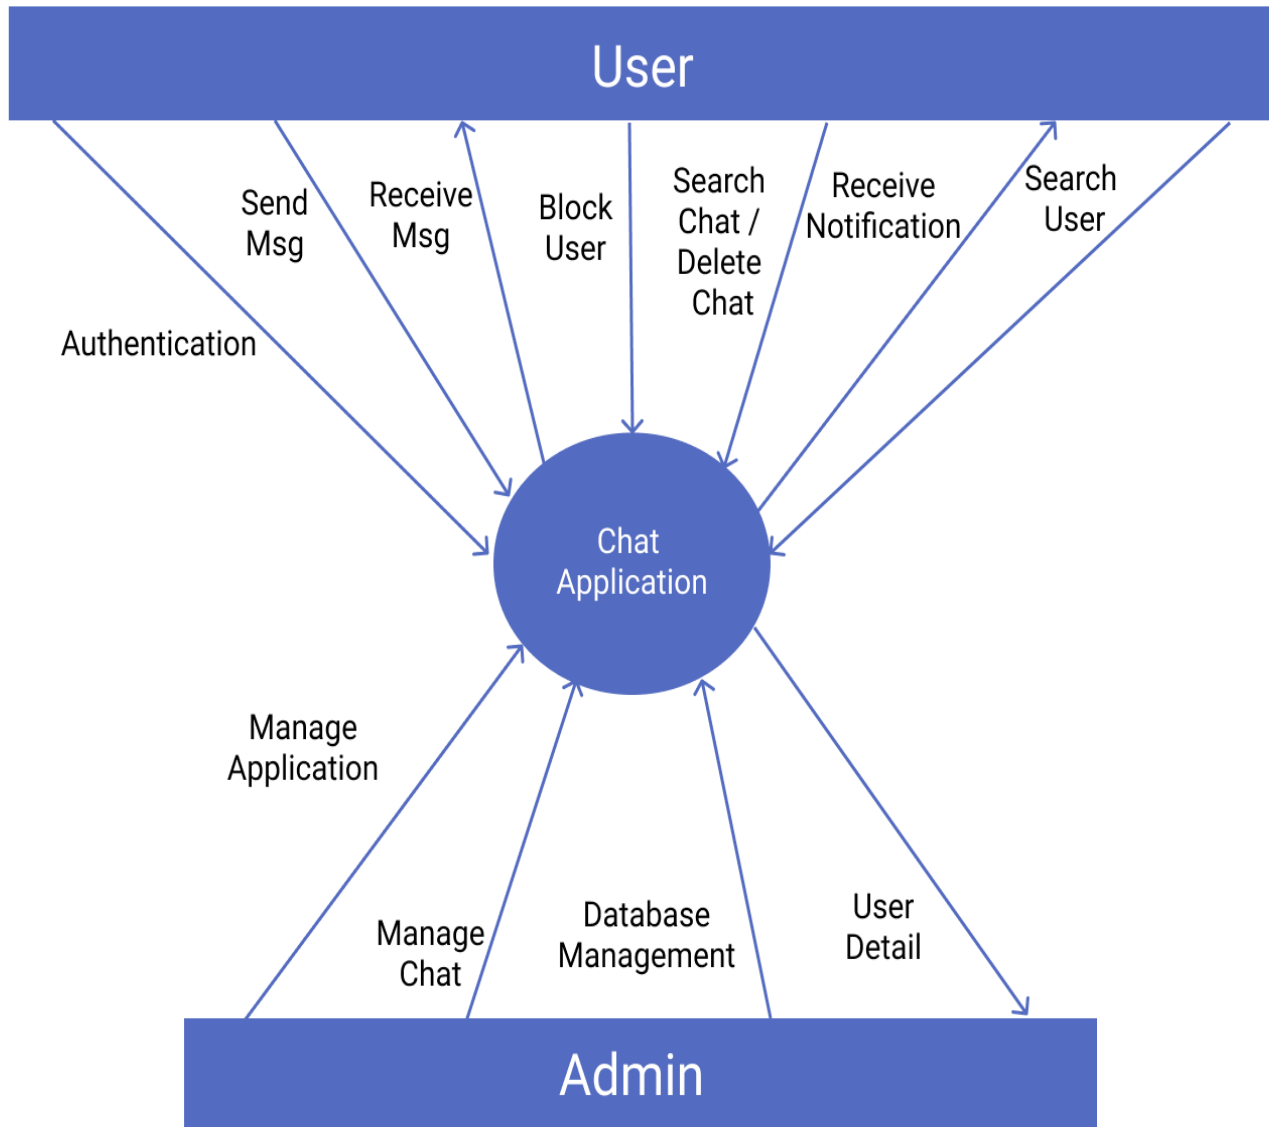 User
Send
Msg
Receive
Msg
Block
User
Search
Chat /
Delete
Chat
Receive
Notification
Search
User
Authentication
Chat
Application
Manage
Application
Manage
Chat
Database
Management
User
Detail
Admin